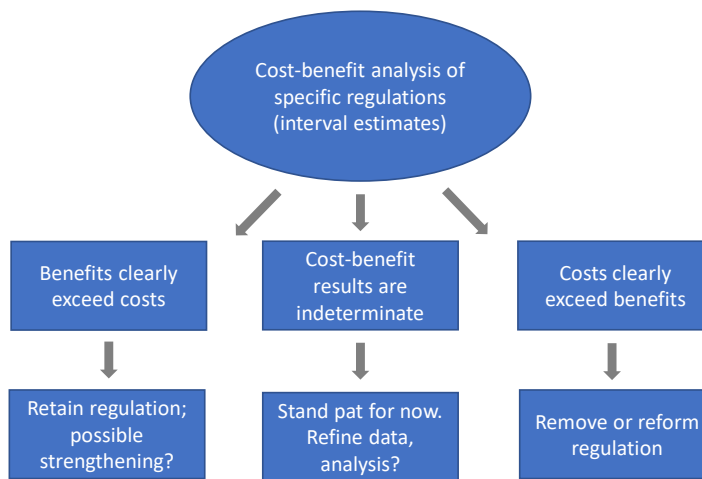 Cost-benefit analysis of
specific regulations
(interval estimates)
Benefits clearly
exceed costs
Cost-benefit
results are
indeterminate
Costs clearly
exceed benefits
Retain regulation;
possible
strengthening?
Stand pat for now.
Refine data,
analysis?
Remove or reform
regulation